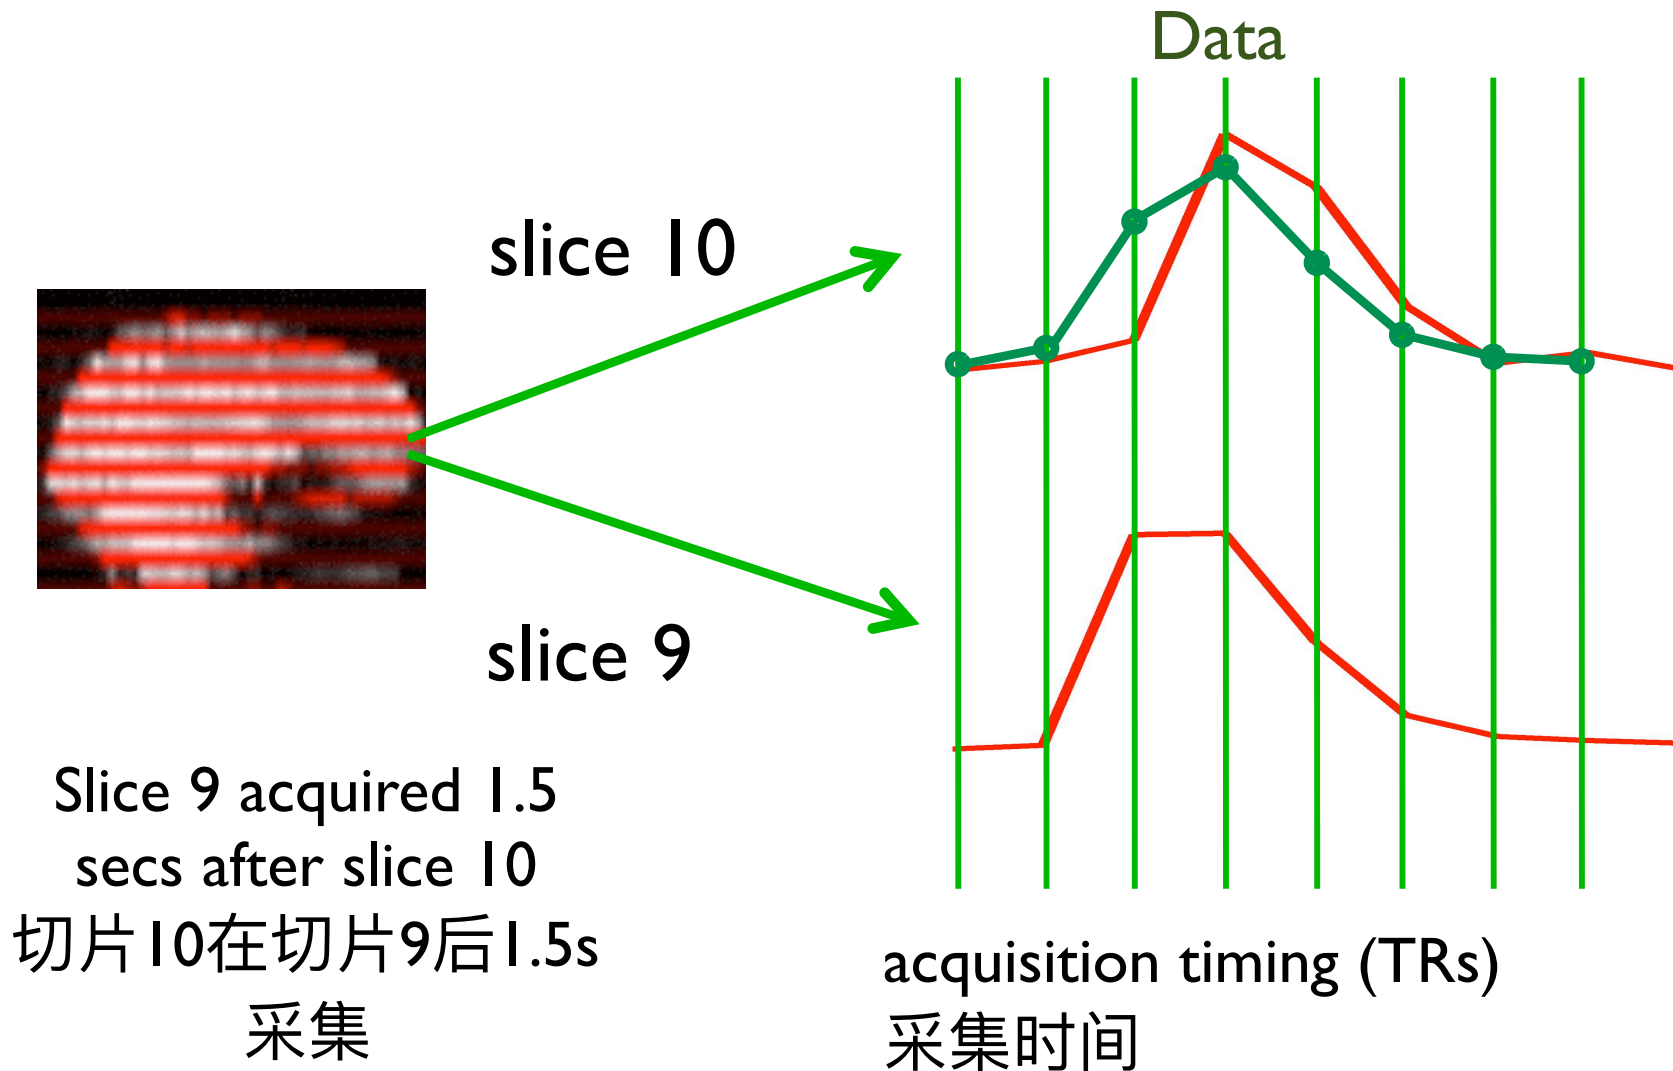 Data
slice 10
slice 9
Slice 9 acquired 1.5
secs after slice 10
切片10在切片9后1.5s
采集
acquisition timing (TRs)
采集时间